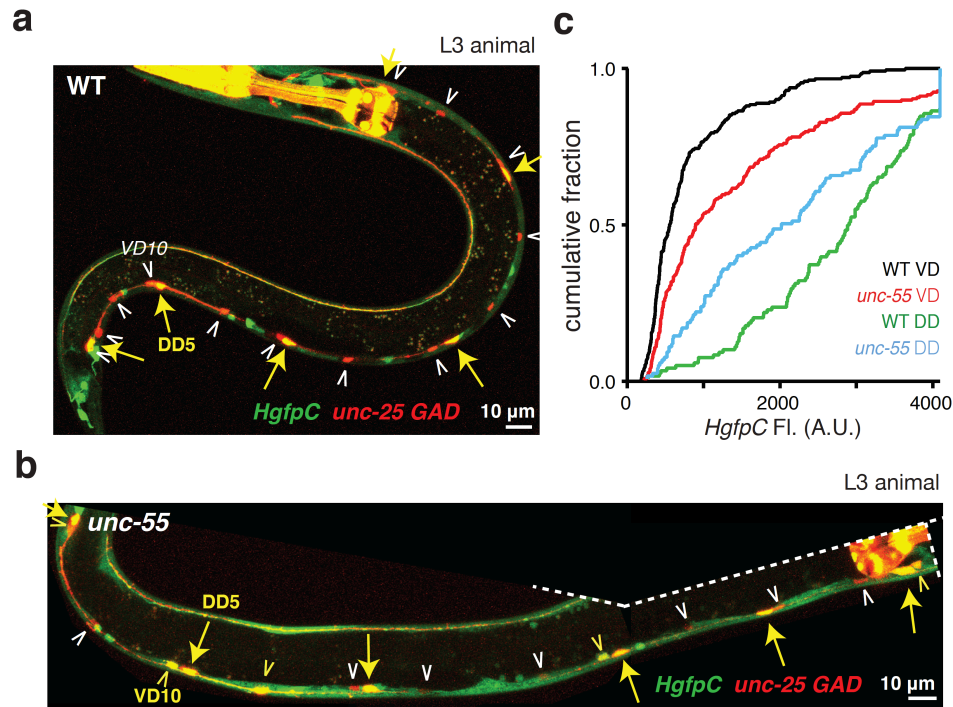 a
L3 animal
WT
VD10
DD5
HgfpC unc-25 GAD
10 µm
c
cumulative fraction
1.0
0.5
0.0
0
2000
4000
HgfpC Fl. (A.U.)
WT VD
unc-55 VD
WT DD
unc-55 DD
b
L3 animal
unc-55
DD5
VD10
HgfpC unc-25 GAD
10 µm